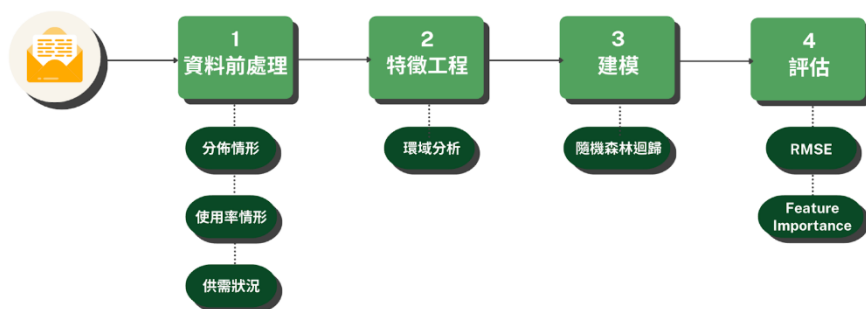 1
資料前處理
分佈情形
使用率情形
供需狀況
2
特徵工程
環域分析
3
建模
隨機森林迴歸
4
評估
RMSE
Feature
Importance